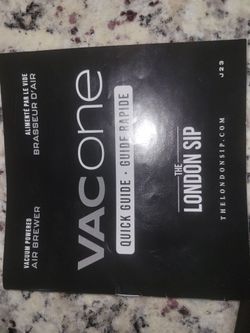 VACUUM POWERED
AIR BREWER
ALIMENTÉ PAR LE VIDE
BRASSEUR D'AIR
VACONE
QUICK GUIDE • GUIDE RAPIDE
THE
LONDON SIP
THELONDONSIP.COM
J23